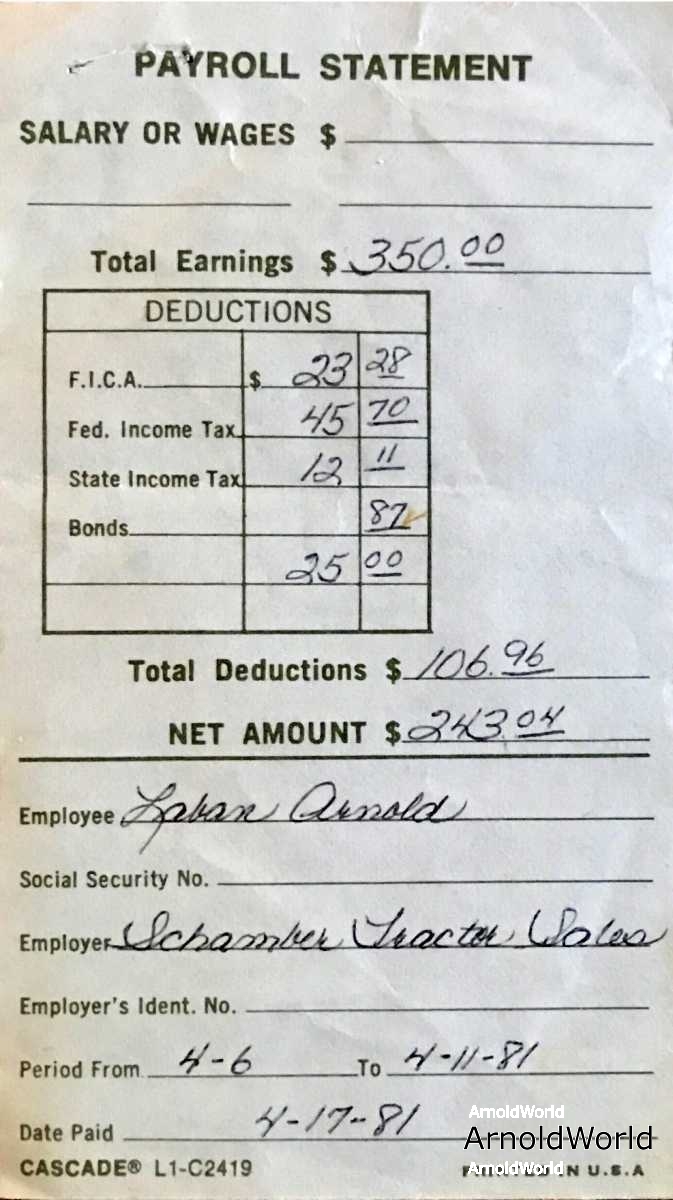 PAYROLL STATEMENT
SALARY OR WAGES $
Total Earnings $ 350.00
DEDUCTIONS
F.I.C.A. $ 23 28
Fed. Income Tax 45 70
State Income Tax 12 11
Bonds 87
25 00
Total Deductions $ 106.96
NET AMOUNT $ 243.04
Employee Laban Arnold
Social Security No.
Employer Schamber Tractor Sales
Employer's Ident. No.
Period From 4-6 To 4-11-81
Date Paid 4-17-81
ArnoldWorld
ArnoldWorld
CASCADE® L1-C2419 PRINTED IN U.S.A
ArnoldWorld